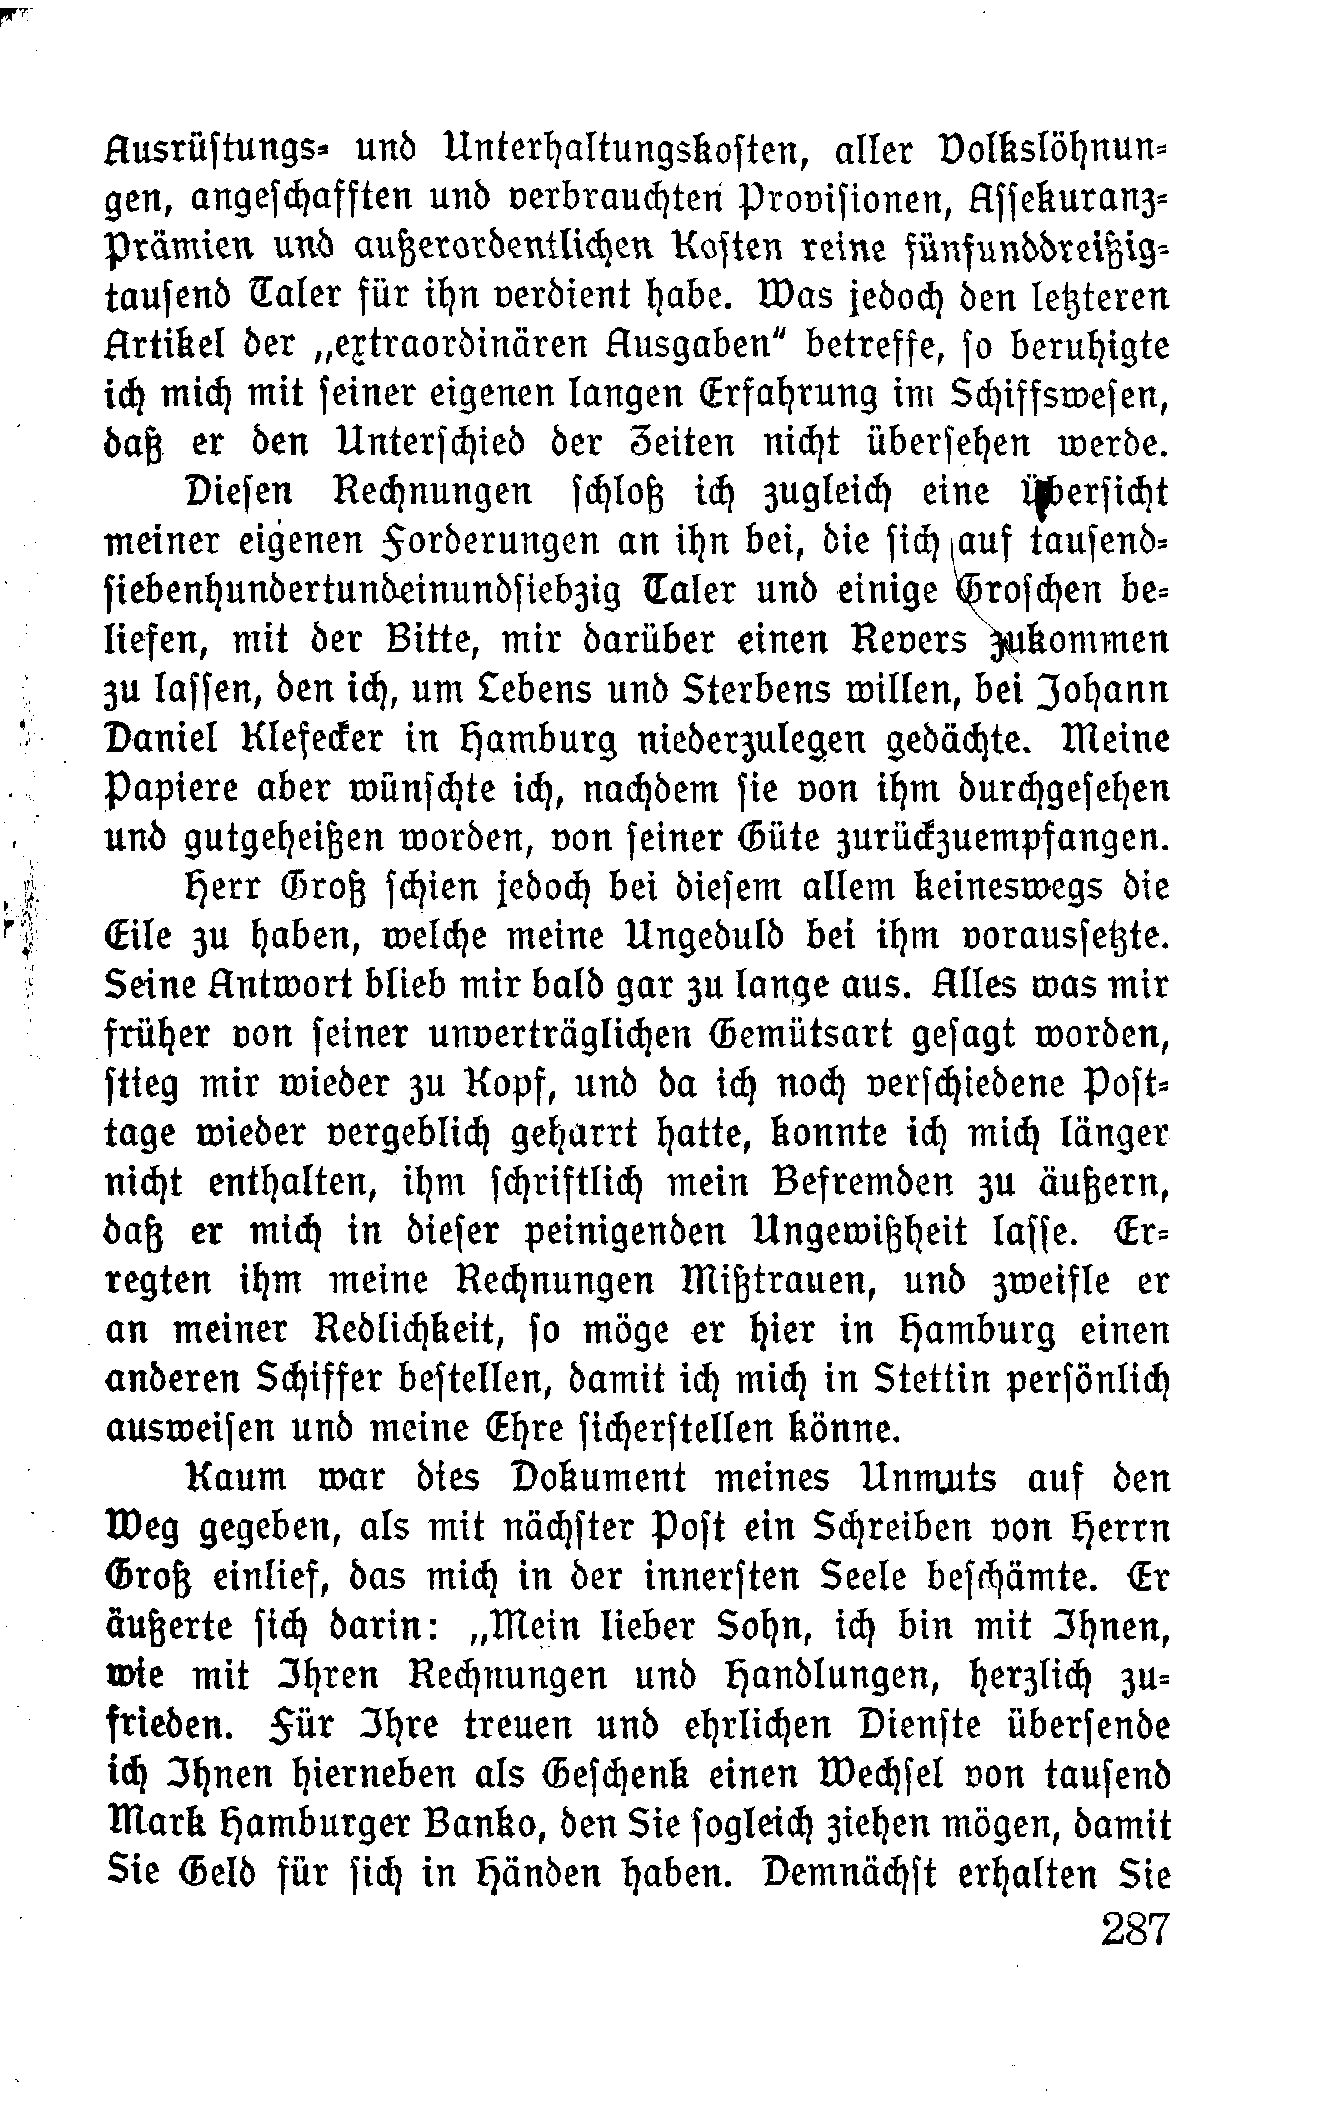 Ausrüstungs- und Unterhaltungskosten, aller Volkslöhnun-
gen, angeschafften und verbrauchten Provisionen, Assekuranz-
Prämien und außerordentlichen Kosten reine fünfunddreißig-
tausend Taler für ihn verdient habe. Was jedoch den letzteren
Artikel der „extraordinären Ausgaben“ betreffe, so beruhigte
ich mich mit seiner eigenen langen Erfahrung im Schiffswesen,
daß er den Unterschied der Zeiten nicht übersehen werde.
Diesen Rechnungen schloß ich zugleich eine Übersicht
meiner eigenen Forderungen an ihn bei, die sich auf tausend-
siebenhundertundeinundsiebzig Taler und einige Groschen be-
liefen, mit der Bitte, mir darüber einen Revers zukommen
zu lassen, den ich, um Lebens und Sterbens willen, bei Johann
Daniel Klefecker in Hamburg niederzulegen gedächte. Meine
Papiere aber wünschte ich, nachdem sie von ihm durchgesehen
und gutgeheißen worden, von seiner Güte zurückzuempfangen.
Herr Groß schien jedoch bei diesem allem keineswegs die
Eile zu haben, welche meine Ungeduld bei ihm voraussetzte.
Seine Antwort blieb mir bald gar zu lange aus. Alles was mir
früher von seiner unverträglichen Gemütsart gesagt worden,
stieg mir wieder zu Kopf, und da ich noch verschiedene Post-
tage wieder vergeblich geharrt hatte, konnte ich mich länger
nicht enthalten, ihm schriftlich mein Befremden zu äußern,
daß er mich in dieser peinigenden Ungewißheit lasse. Er-
regten ihm meine Rechnungen Mißtrauen, und zweifle er
an meiner Redlichkeit, so möge er hier in Hamburg einen
anderen Schiffer bestellen, damit ich mich in Stettin persönlich
ausweisen und meine Ehre sicherstellen könne.
Kaum war dies Dokument meines Unmuts auf den
Weg gegeben, als mit nächster Post ein Schreiben von Herrn
Groß einlief, das mich in der innersten Seele beschämte. Er
äußerte sich darin: „Mein lieber Sohn, ich bin mit Ihnen,
wie mit Ihren Rechnungen und Handlungen, herzlich zu-
frieden. Für Ihre treuen und ehrlichen Dienste übersende
ich Ihnen hierneben als Geschenk einen Wechsel von tausend
Mark Hamburger Banko, den Sie sogleich ziehen mögen, damit
Sie Geld für sich in Händen haben. Demnächst erhalten Sie
287